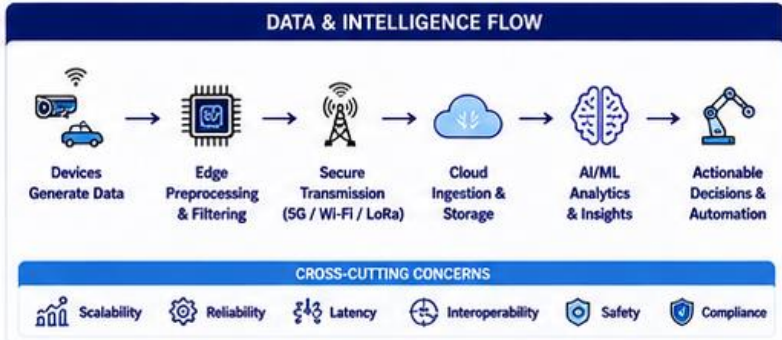 DATA & INTELLIGENCE FLOW
Devices
Generate Data
Edge
Preprocessing
& Filtering
Secure
Transmission
(5G / Wi-Fi / LoRa)
Cloud
Ingestion &
Storage
AI/ML
Analytics
& Insights
Actionable
Decisions &
Automation
CROSS-CUTTING CONCERNS
Scalability
Reliability
Latency
Interoperability
Safety
Compliance